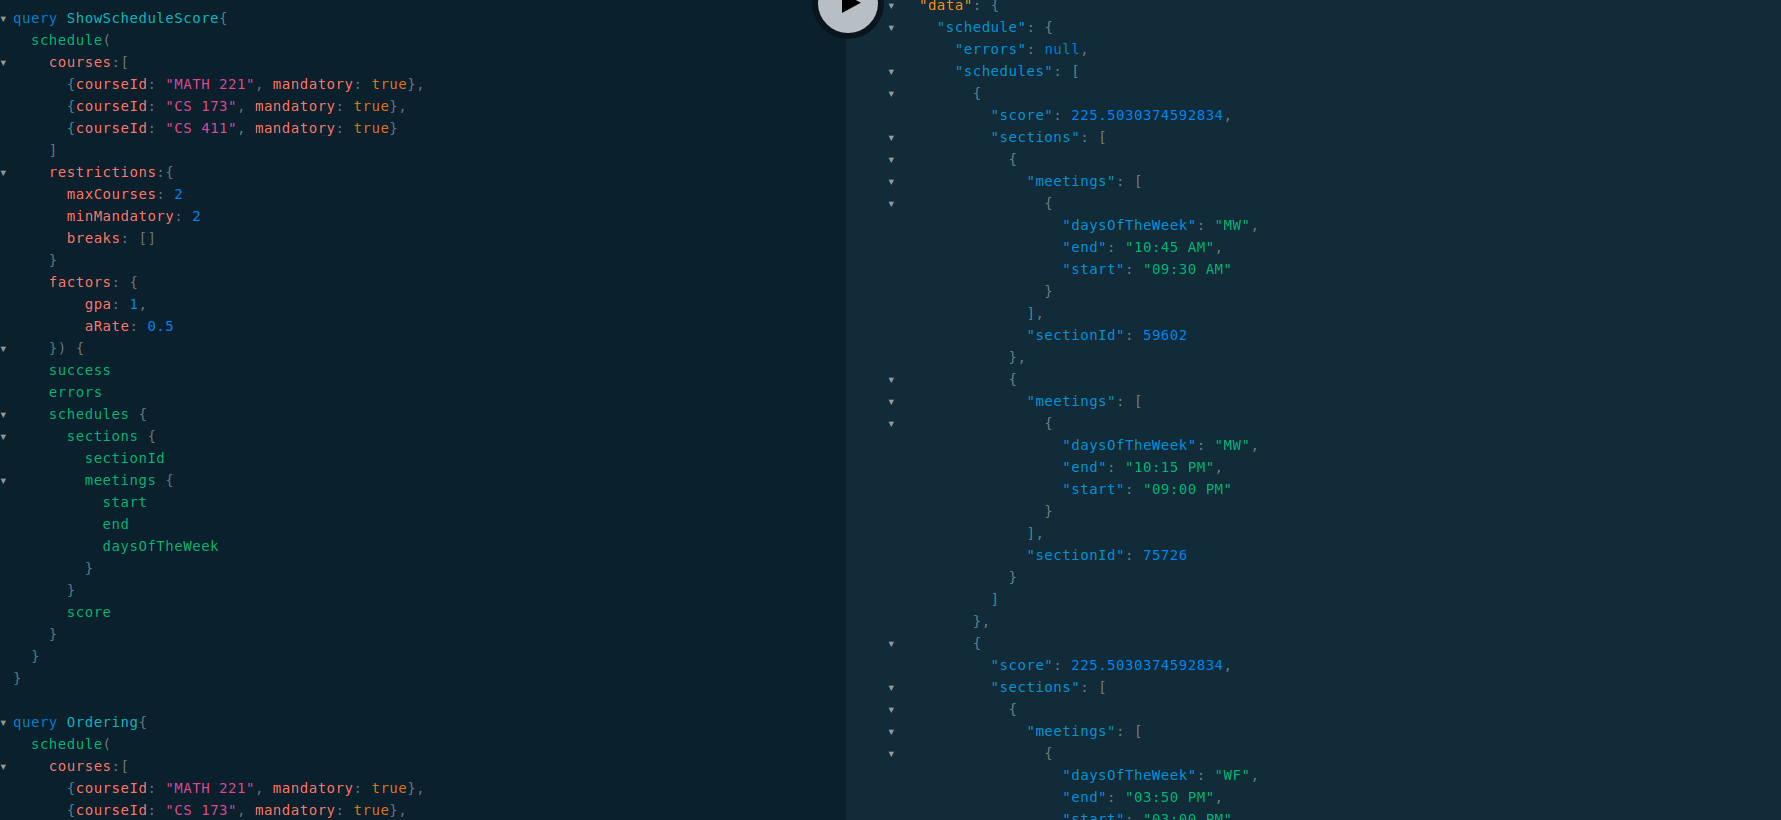 query ShowScheduleScore{
  schedule(
    courses:[
      {courseId: "MATH 221", mandatory: true},
      {courseId: "CS 173", mandatory: true},
      {courseId: "CS 411", mandatory: true}
    ]
    restrictions:{
      maxCourses: 2
      minMandatory: 2
      breaks: []
    }
    factors: {
        gpa: 1,
        aRate: 0.5
    }) {
    success
    errors
    schedules {
      sections {
        sectionId
        meetings {
          start
          end
          daysOfTheWeek
        }
      }
      score
    }
  }
}
query Ordering{
  schedule(
    courses:[
      {courseId: "MATH 221", mandatory: true},
      {courseId: "CS 173", mandatory: true},
"data": {
  "schedule": {
    "errors": null,
    "schedules": [
      {
        "score": 225.5030374592834,
        "sections": [
          {
            "meetings": [
              {
                "daysOfTheWeek": "MW",
                "end": "10:45 AM",
                "start": "09:30 AM"
              }
            ],
            "sectionId": 59602
          },
          {
            "meetings": [
              {
                "daysOfTheWeek": "MW",
                "end": "10:15 PM",
                "start": "09:00 PM"
              }
            ],
            "sectionId": 75726
          }
        ]
      },
      {
        "score": 225.5030374592834,
        "sections": [
          {
            "meetings": [
              {
                "daysOfTheWeek": "WF",
                "end": "03:50 PM",
                "start": "03:00 PM"